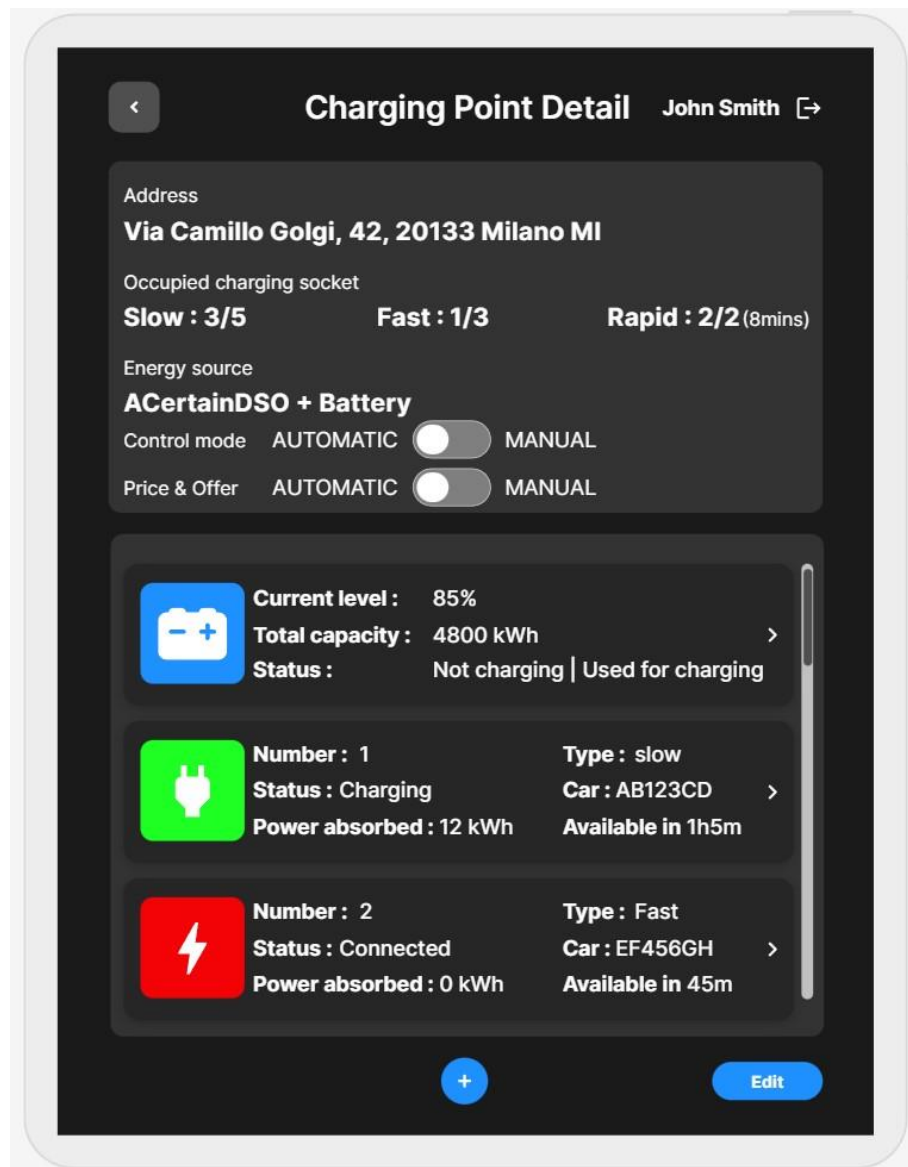 Charging Point Detail John Smith
Address
Via Camillo Golgi, 42, 20133 Milano MI
Occupied charging socket
Slow : 3/5 Fast : 1/3 Rapid : 2/2 (8mins)
Energy source
ACertainDSO + Battery
Control mode AUTOMATIC MANUAL
Price & Offer AUTOMATIC MANUAL
Current level : 85%
Total capacity : 4800 kWh
Status : Not charging | Used for charging
Number : 1 Type : slow
Status : Charging Car : AB123CD
Power absorbed : 12 kWh Available in 1h5m
Number : 2 Type : Fast
Status : Connected Car : EF456GH
Power absorbed : 0 kWh Available in 45m
Edit